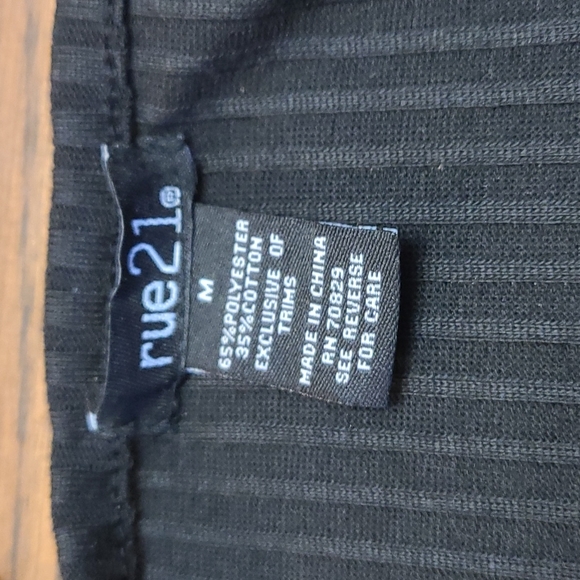 rue21®
M
65%POLYESTER
35%COTTON
EXCLUSIVE OF
TRIMS
MADE IN CHINA
RN 70829
SEE REVERSE
FOR CARE